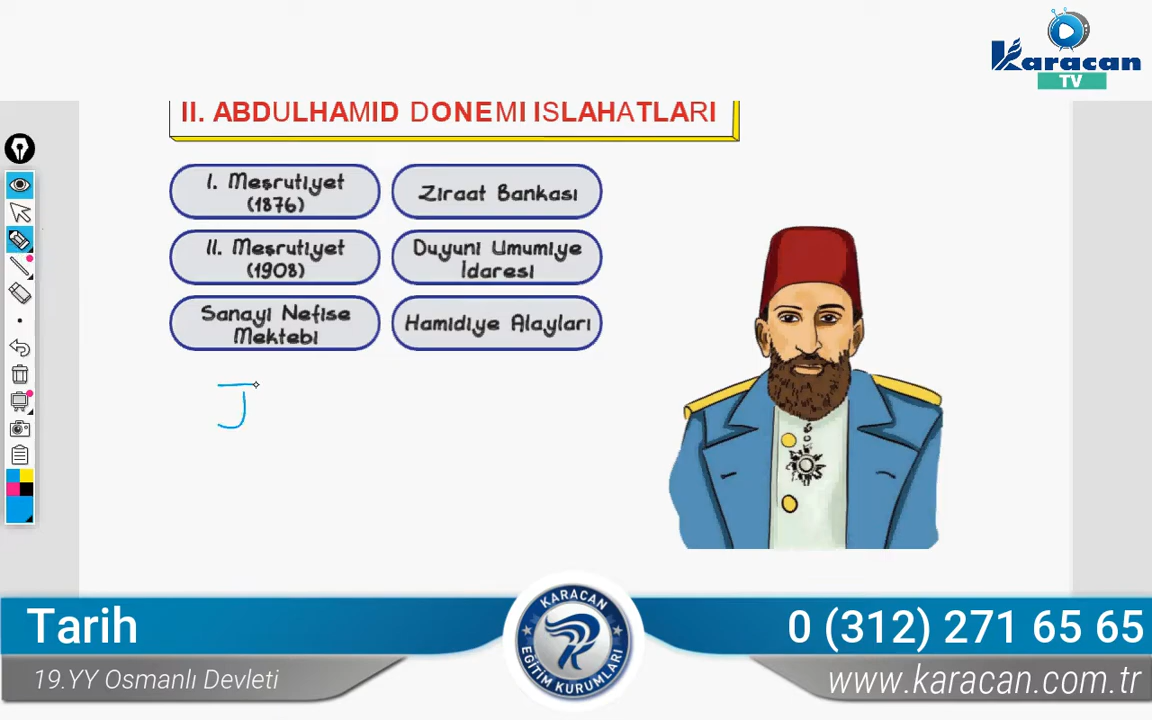 Karacan
TV
II. ABDULHAMID DONEMI ISLAHATLARI
I. Meşrutiyet
(1876)
Ziraat Bankası
II. Meşrutiyet
(1908)
Duyuni Umumiye
İdaresi
Sanayi Nefise
Mektebi
Hamidiye Alayları
J
Tarih
KARACAN
EĞİTİM KURUMLARI
0 (312) 271 65 65
19.YY Osmanlı Devleti
www.karacan.com.tr